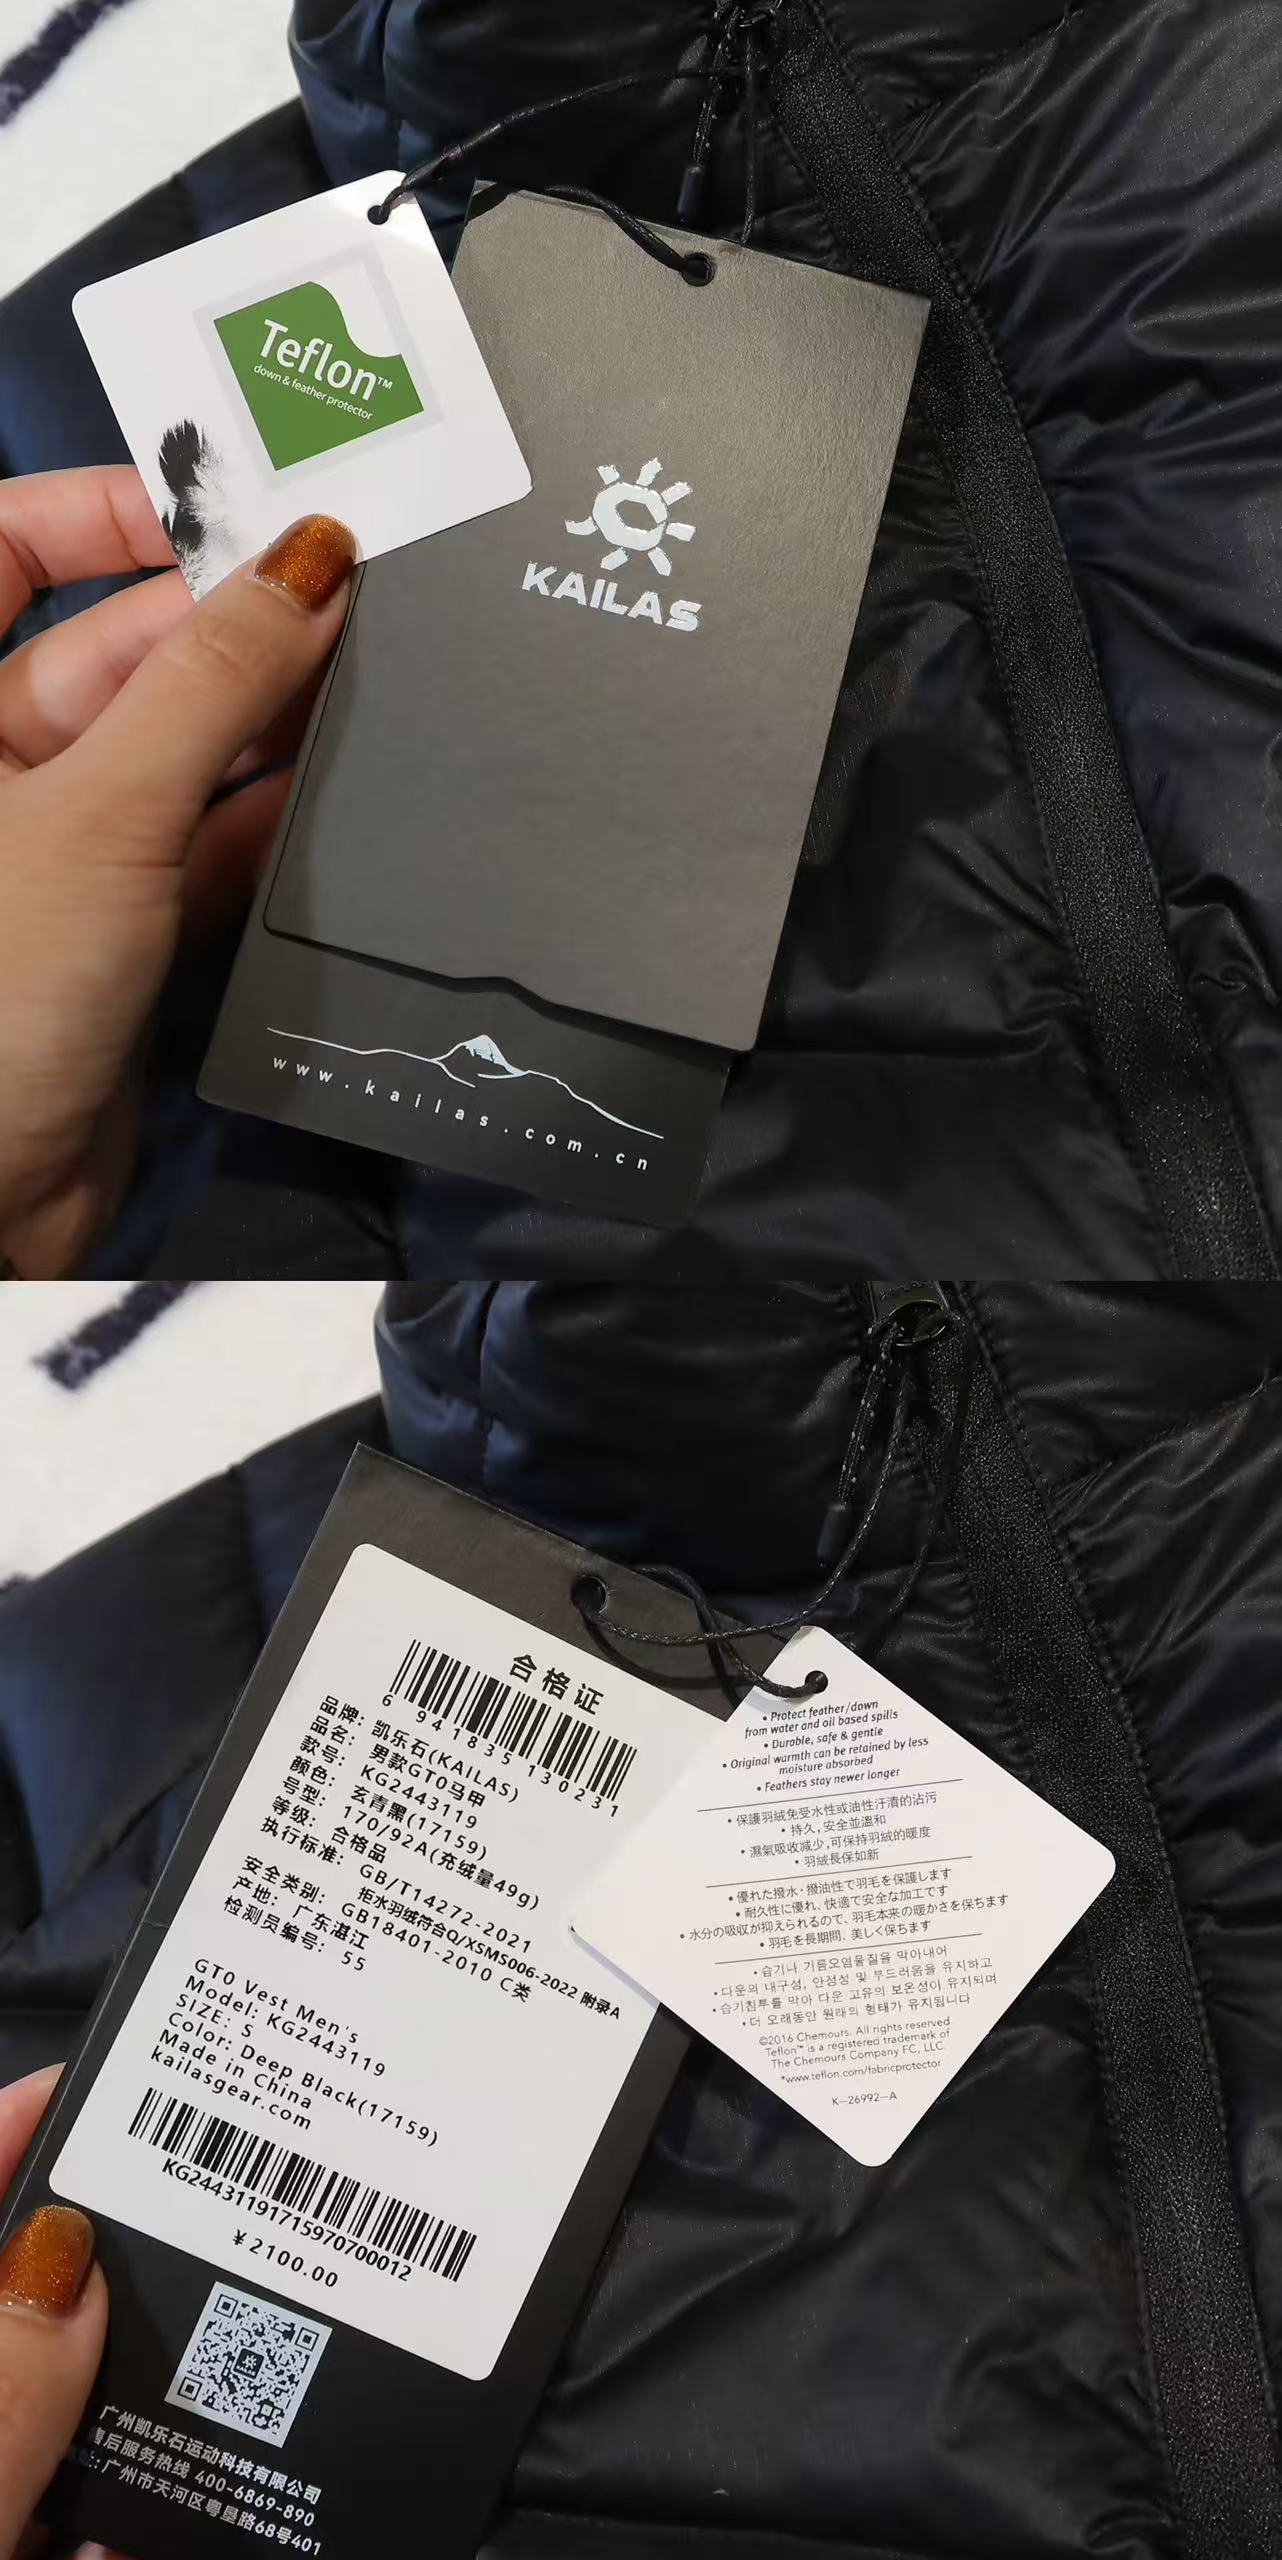 Teflon™
down & feather protector
KAILAS
www.kailas.com.cn
合格证
6 941835 130231
品牌: 凯乐石(KAILAS)
品名: 男款GT0马甲
款号: KG2443119
颜色: 玄青黑(17159)
号型: 170/92A(充绒量49g)
等级: 合格品
执行标准: GB/T14272-2021
拒水羽绒符合Q/XSMS006-2022 附录A
安全类别: GB18401-2010 C类
产地: 广东湛江
检测员编号: 55
GT0 Vest Men's
Model: KG2443119
SIZE: S
Color: Deep Black(17159)
Made in China
kailasgear.com
KG24431191715970700012
¥2100.00
广州凯乐石运动科技有限公司
售后服务热线 400-6869-890
广州市天河区粤垦路68号401
• Protect feather/down
from water and oil based spills
• Durable, safe & gentle
• Original warmth can be retained by less
moisture absorbed
• Feathers stay newer longer
• 保護羽絨免受水性或油性汙漬的沾污
• 持久,安全並溫和
• 濕氣吸收减少,可保持羽絨的暖度
• 羽絨長保如新
• 優れた撥水・撥油性で羽毛を保護します
• 耐久性に優れ、快適で安全な加工です
• 水分の吸収が抑えられるので、羽毛本来の暖かさを保ちます
• 羽毛を長期間、美しく保ちます
• 습기나 기름오염물질을 막아내어
• 다운의 내구성, 안정성 및 부드러움을 유지하고
• 습기침투를 막아 다운 고유의 보온성이 유지되며
• 더 오래동안 원래의 형태가 유지됩니다
©2016 Chemours. All rights reserved.
Teflon™ is a registered trademark of
The Chemours Company FC, LLC.
*www.teflon.com/fabricprotector
K-26992-A